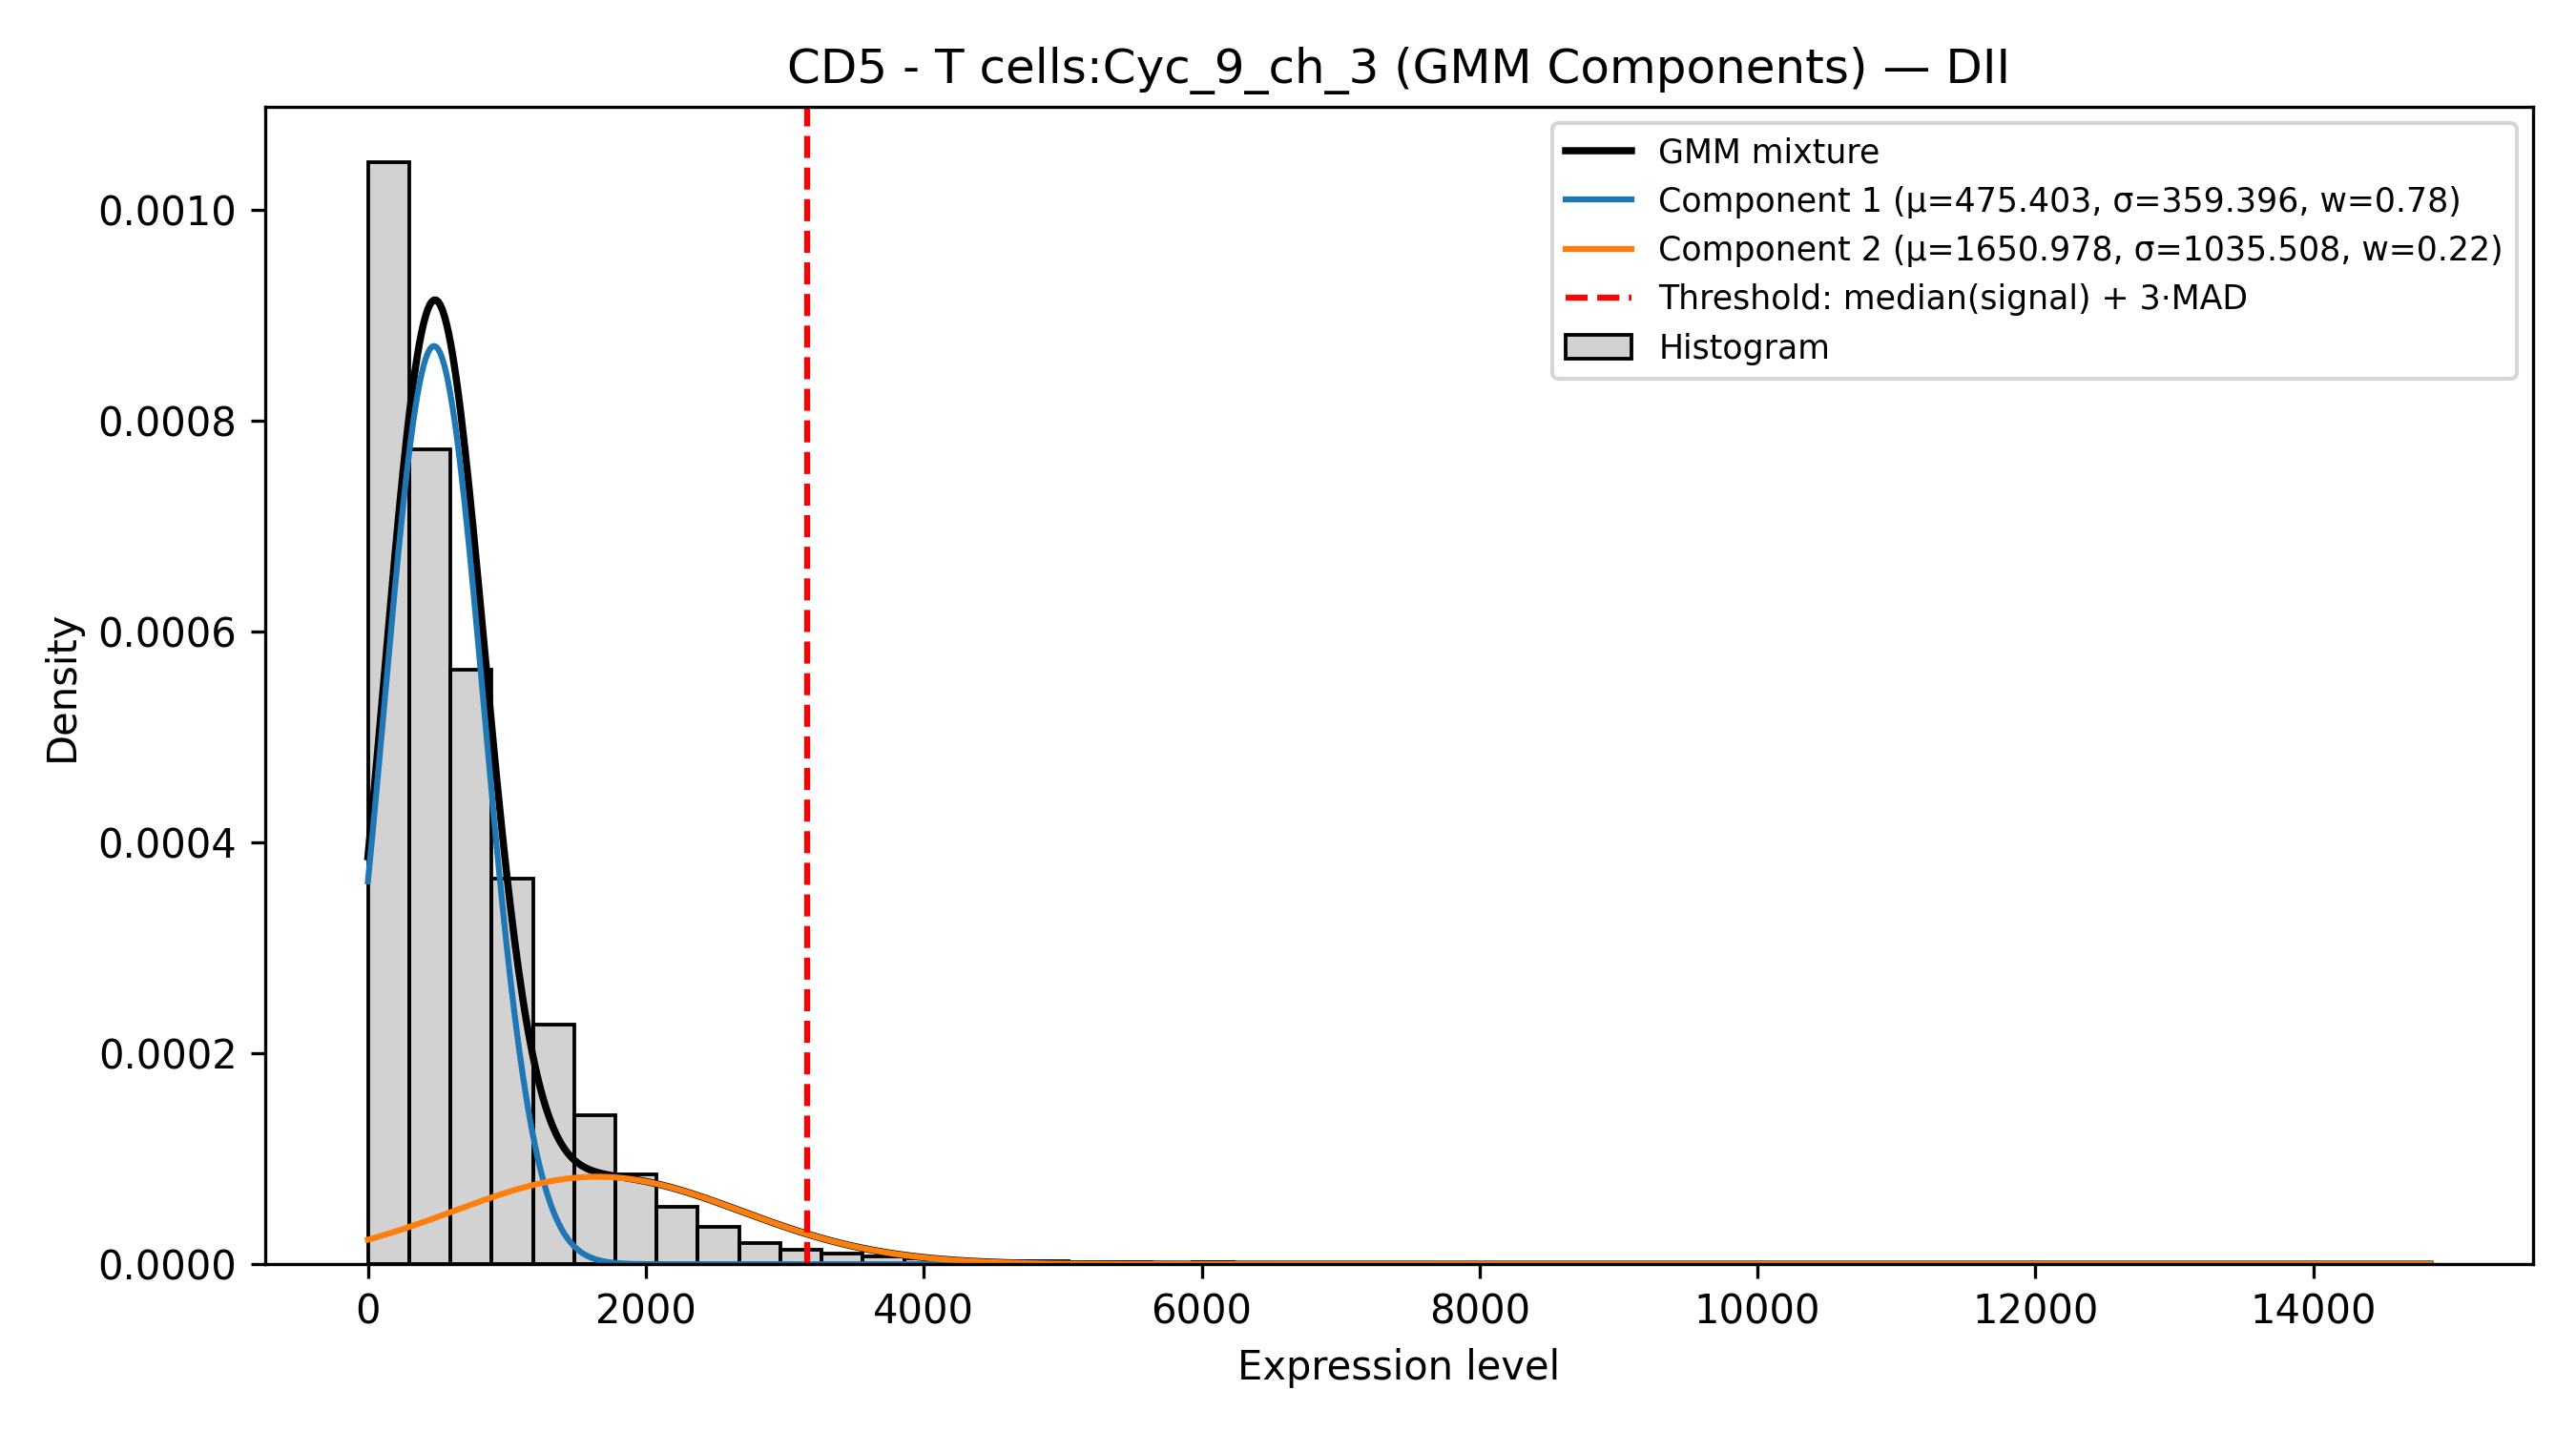 CD5 - T cells:Cyc_9_ch_3 (GMM Components) — DII
GMM mixture
Component 1 (μ=475.403, σ=359.396, w=0.78)
Component 2 (μ=1650.978, σ=1035.508, w=0.22)
Threshold: median(signal) + 3·MAD
Histogram
Density
0.0010
0.0008
0.0006
0.0004
0.0002
0.0000
0 2000 4000 6000 8000 10000 12000 14000
Expression level